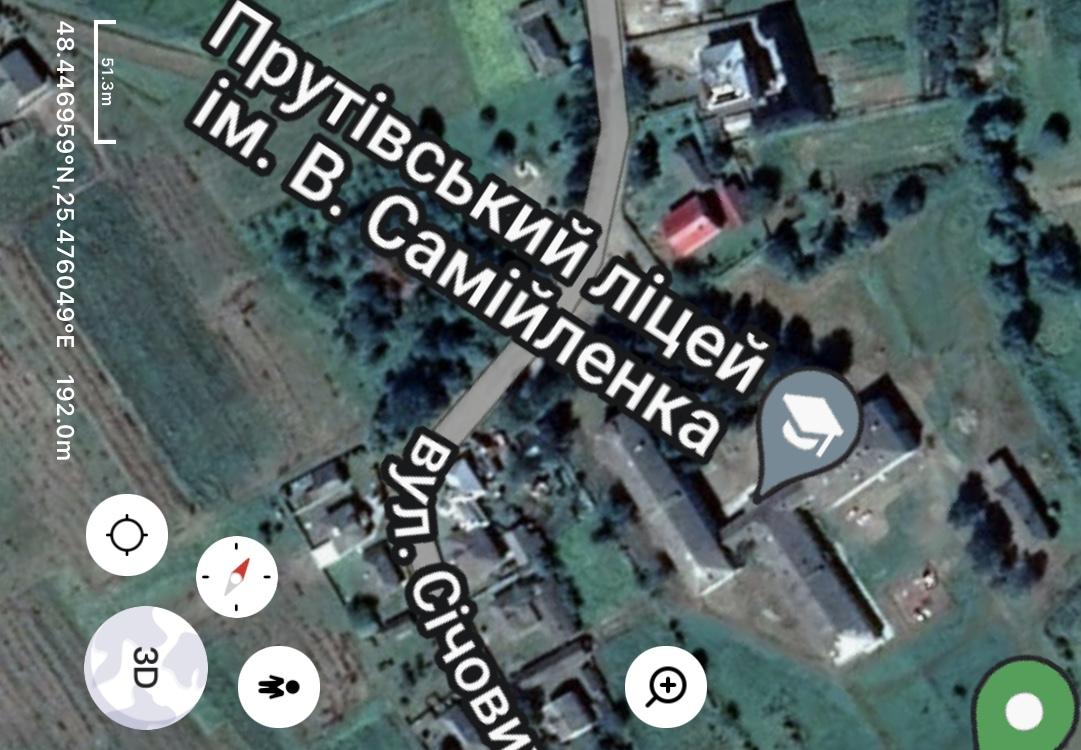 51.3m
48.446959°N,25.476049°E 192.0m
Прутівський ліцей
ім. В. Самійленка
вул. Січови
3D